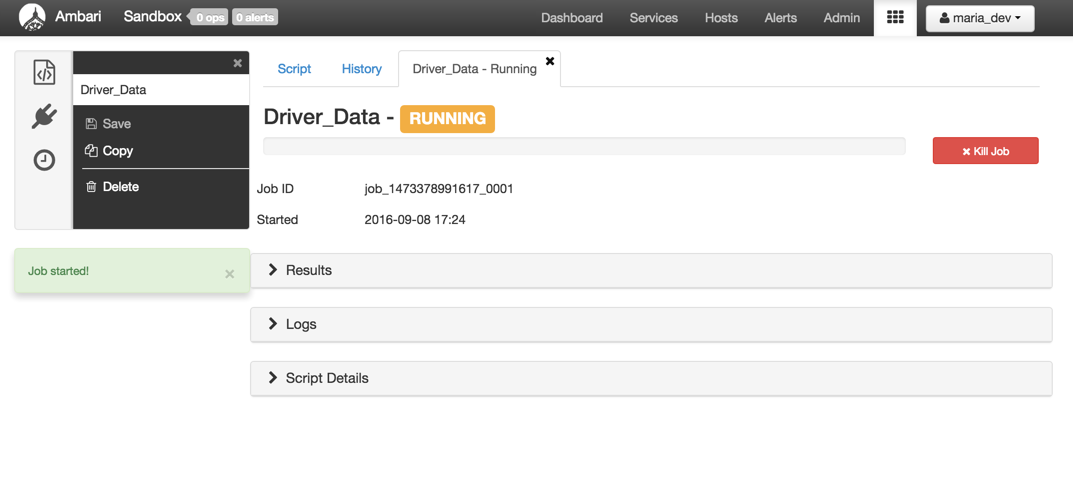 Ambari Sandbox 0 ops 0 alerts Dashboard Services Hosts Alerts Admin maria_dev
Driver_Data
Save
Copy
Delete
Job started!
Script History Driver_Data - Running
Driver_Data - RUNNING
Kill Job
Job ID job_1473378991617_0001
Started 2016-09-08 17:24
Results
Logs
Script Details